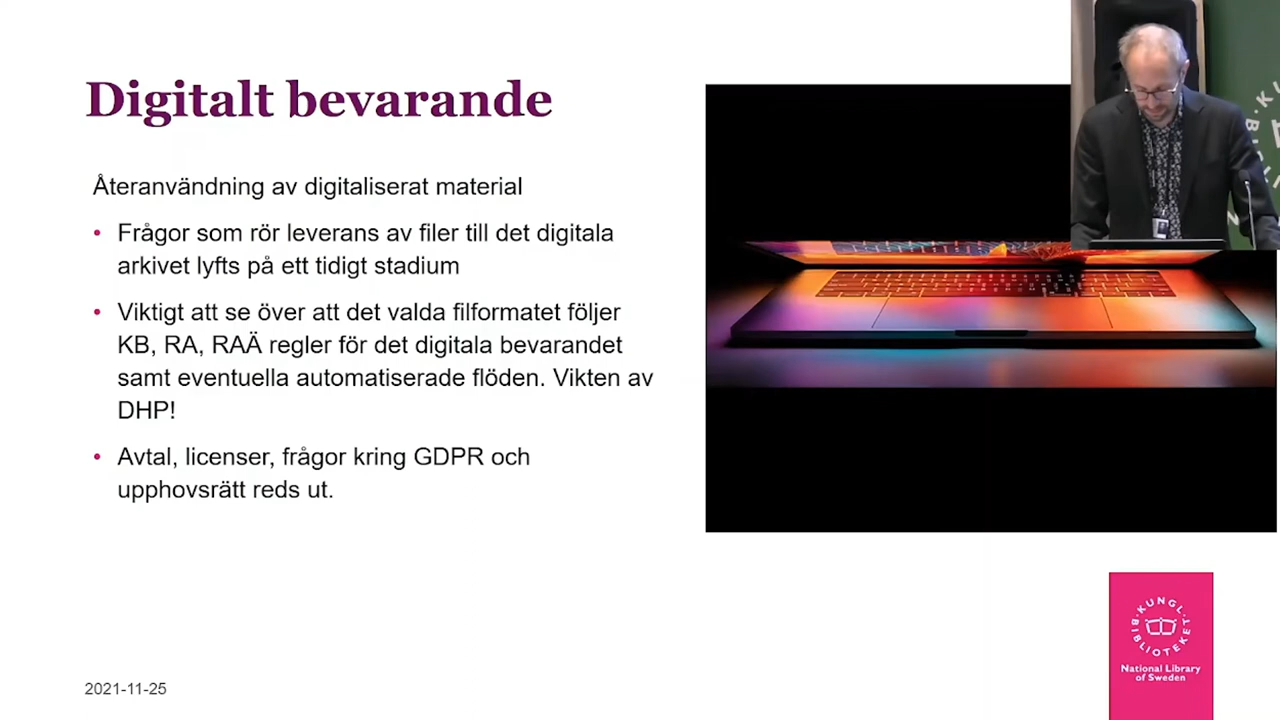 Digitalt bevarande
Återanvändning av digitaliserat material
• Frågor som rör leverans av filer till det digitala
arkivet lyfts på ett tidigt stadium
• Viktigt att se över att det valda filformatet följer
KB, RA, RAÄ regler för det digitala bevarandet
samt eventuella automatiserade flöden. Vikten av
DHP!
• Avtal, licenser, frågor kring GDPR och
upphovsrätt reds ut.
2021-11-25
KUNGL.
BIBLIOTEKET
National Library
of Sweden